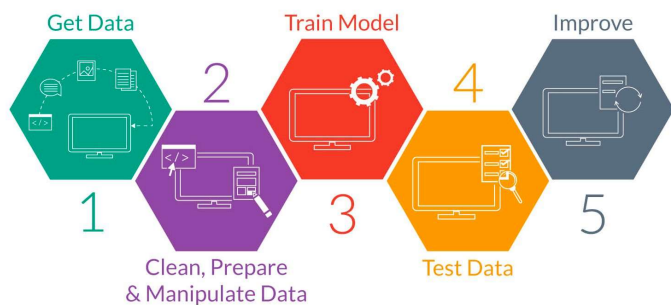 Get Data
1
</>
2
</>
Clean, Prepare
& Manipulate Data
Train Model
3
4
Test Data
Improve
5